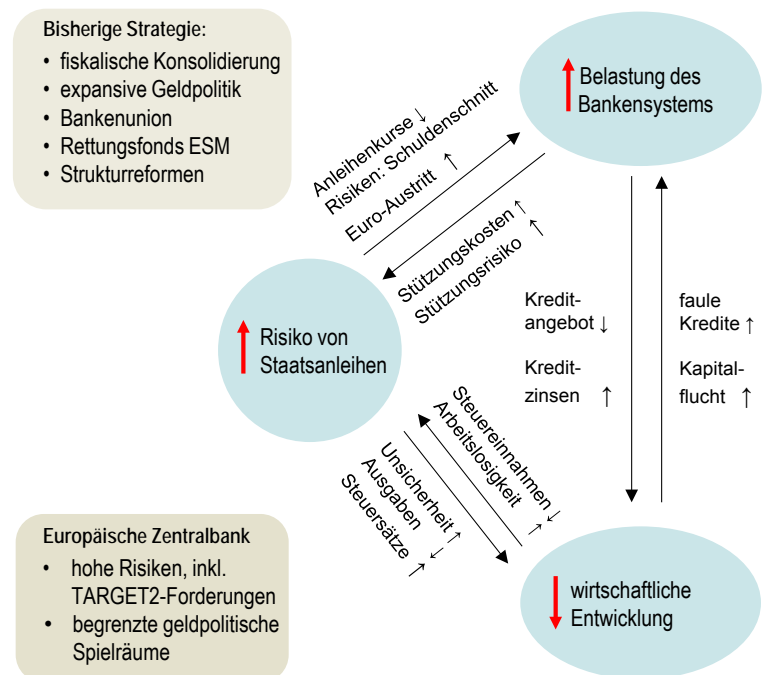 Bisherige Strategie:
• fiskalische Konsolidierung
• expansive Geldpolitik
• Bankenunion
• Rettungsfonds ESM
• Strukturreformen
↑ Belastung des
Bankensystems
Anleihenkurse ↓
Risiken: Schuldenschnitt
Euro-Austritt ↑
Stützungskosten ↑
Stützungsrisiko ↑
Kredit-
angebot ↓
Kredit-
zinsen ↑
faule
Kredite ↑
Kapital-
flucht ↑
↑ Risiko von
Staatsanleihen
Steuereinnahmen ↓
Arbeitslosigkeit ↑
Unsicherheit ↑
Ausgaben ↓
Steuersätze ↑
Europäische Zentralbank
• hohe Risiken, inkl.
TARGET2-Forderungen
• begrenzte geldpolitische
Spielräume
↓ wirtschaftliche
Entwicklung